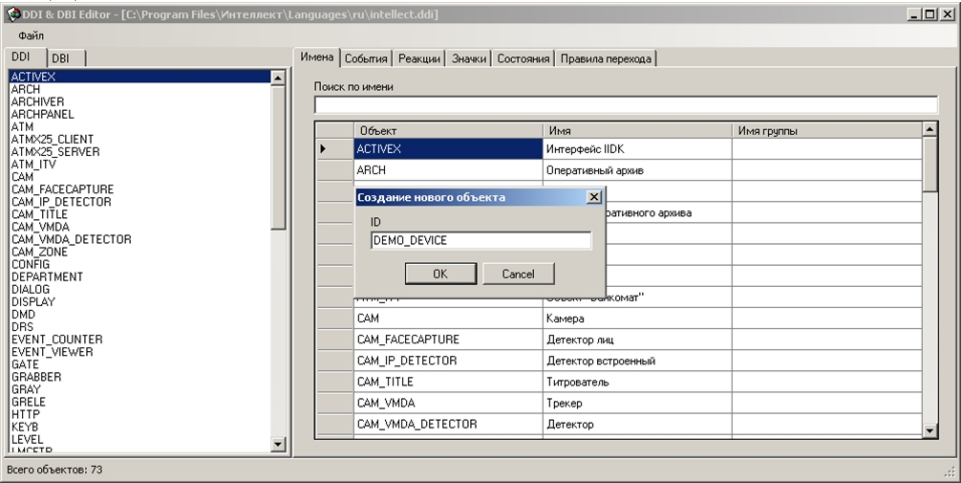 DDI & DBI Editor - [C:\Program Files\Интеллект\Languages\ru\intellect.ddi]
Файл
DDI DBI
ACTIVEX
ARCH
ARCHIVER
ARCHPANEL
ATM
ATMX25_CLIENT
ATMX25_SERVER
ATM_ITV
CAM
CAM_FACECAPTURE
CAM_IP_DETECTOR
CAM_TITLE
CAM_VMDA
CAM_VMDA_DETECTOR
CAM_ZONE
CONFIG
DEPARTMENT
DIALOG
DISPLAY
DMD
DRS
EVENT_COUNTER
EVENT_VIEWER
GATE
GRABBER
GRAY
GRELE
HTTP
KEYB
LEVEL
Имена События Реакции Значки Состояния Правила перехода
Поиск по имени
Объект Имя Имя группы
ACTIVEX Интерфейс IIDK
ARCH Оперативный архив
Создание нового объекта
ID
DEMO_DEVICE
OK Cancel
CAM Камера
CAM_FACECAPTURE Детектор лиц
CAM_IP_DETECTOR Детектор встроенный
CAM_TITLE Титрователь
CAM_VMDA Трекер
CAM_VMDA_DETECTOR Детектор
Всего объектов: 73